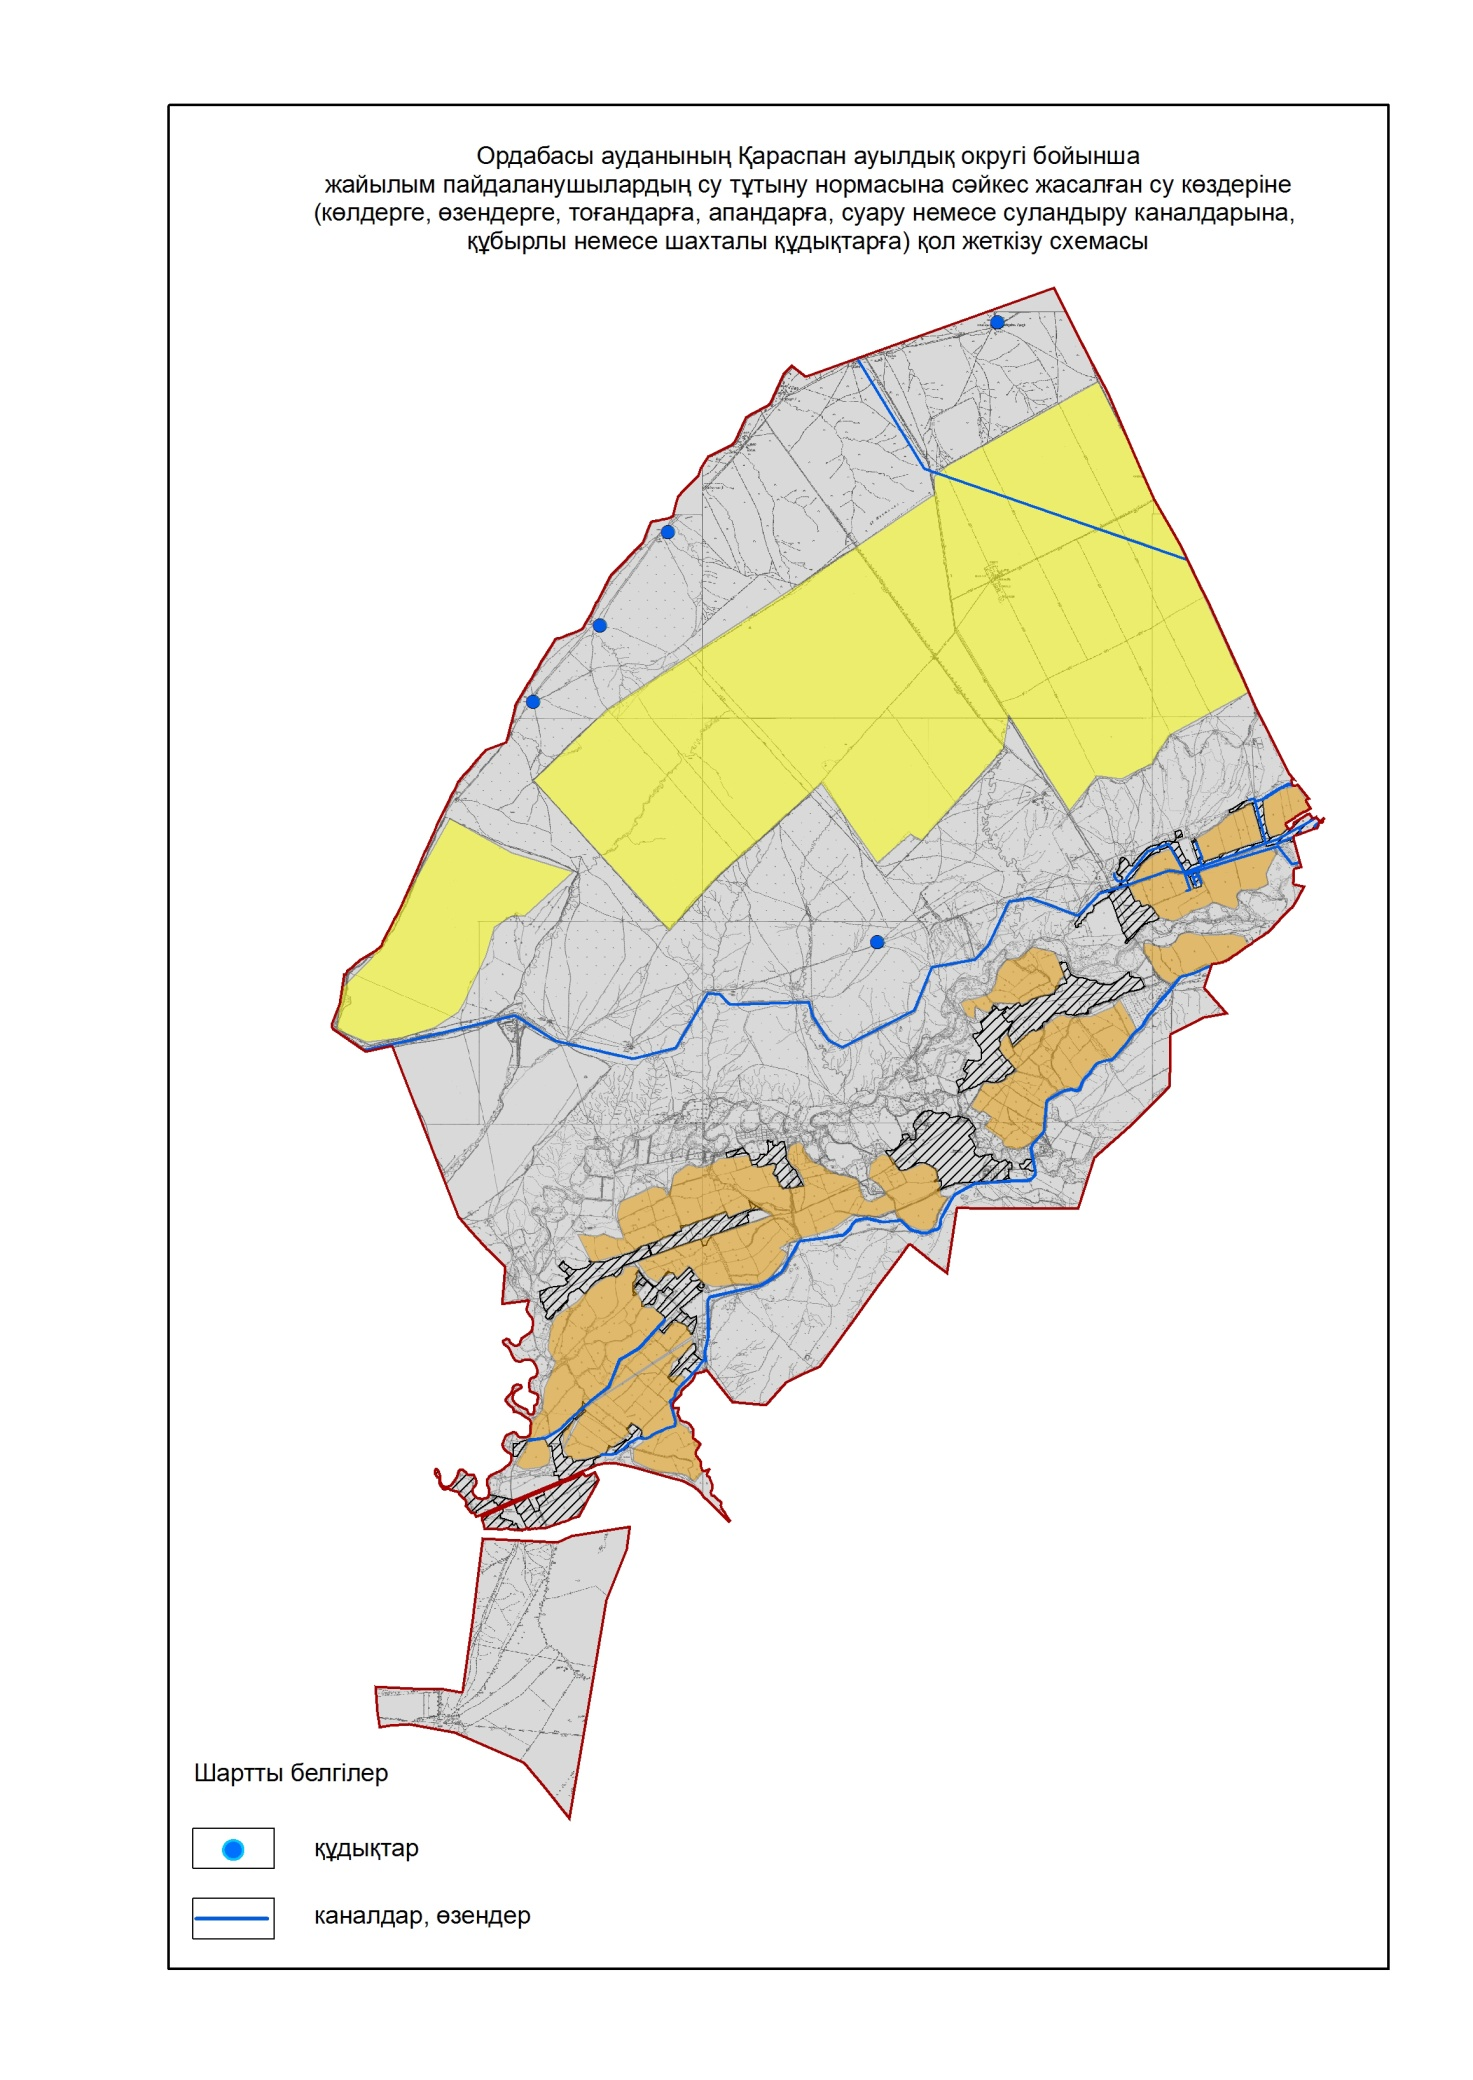 Ордабасы ауданының Қараспан ауылдық округі бойынша
жайылым пайдаланушылардың су тұтыну нормасына сәйкес жасалған су көздеріне
(көлдерге, өзендерге, тоғандарға, апандарға, суару немесе суландыру каналдарына,
құбырлы немесе шахталы құдықтарға) қол жеткізу схемасы
Шартты белгілер
құдықтар
каналдар, өзендер